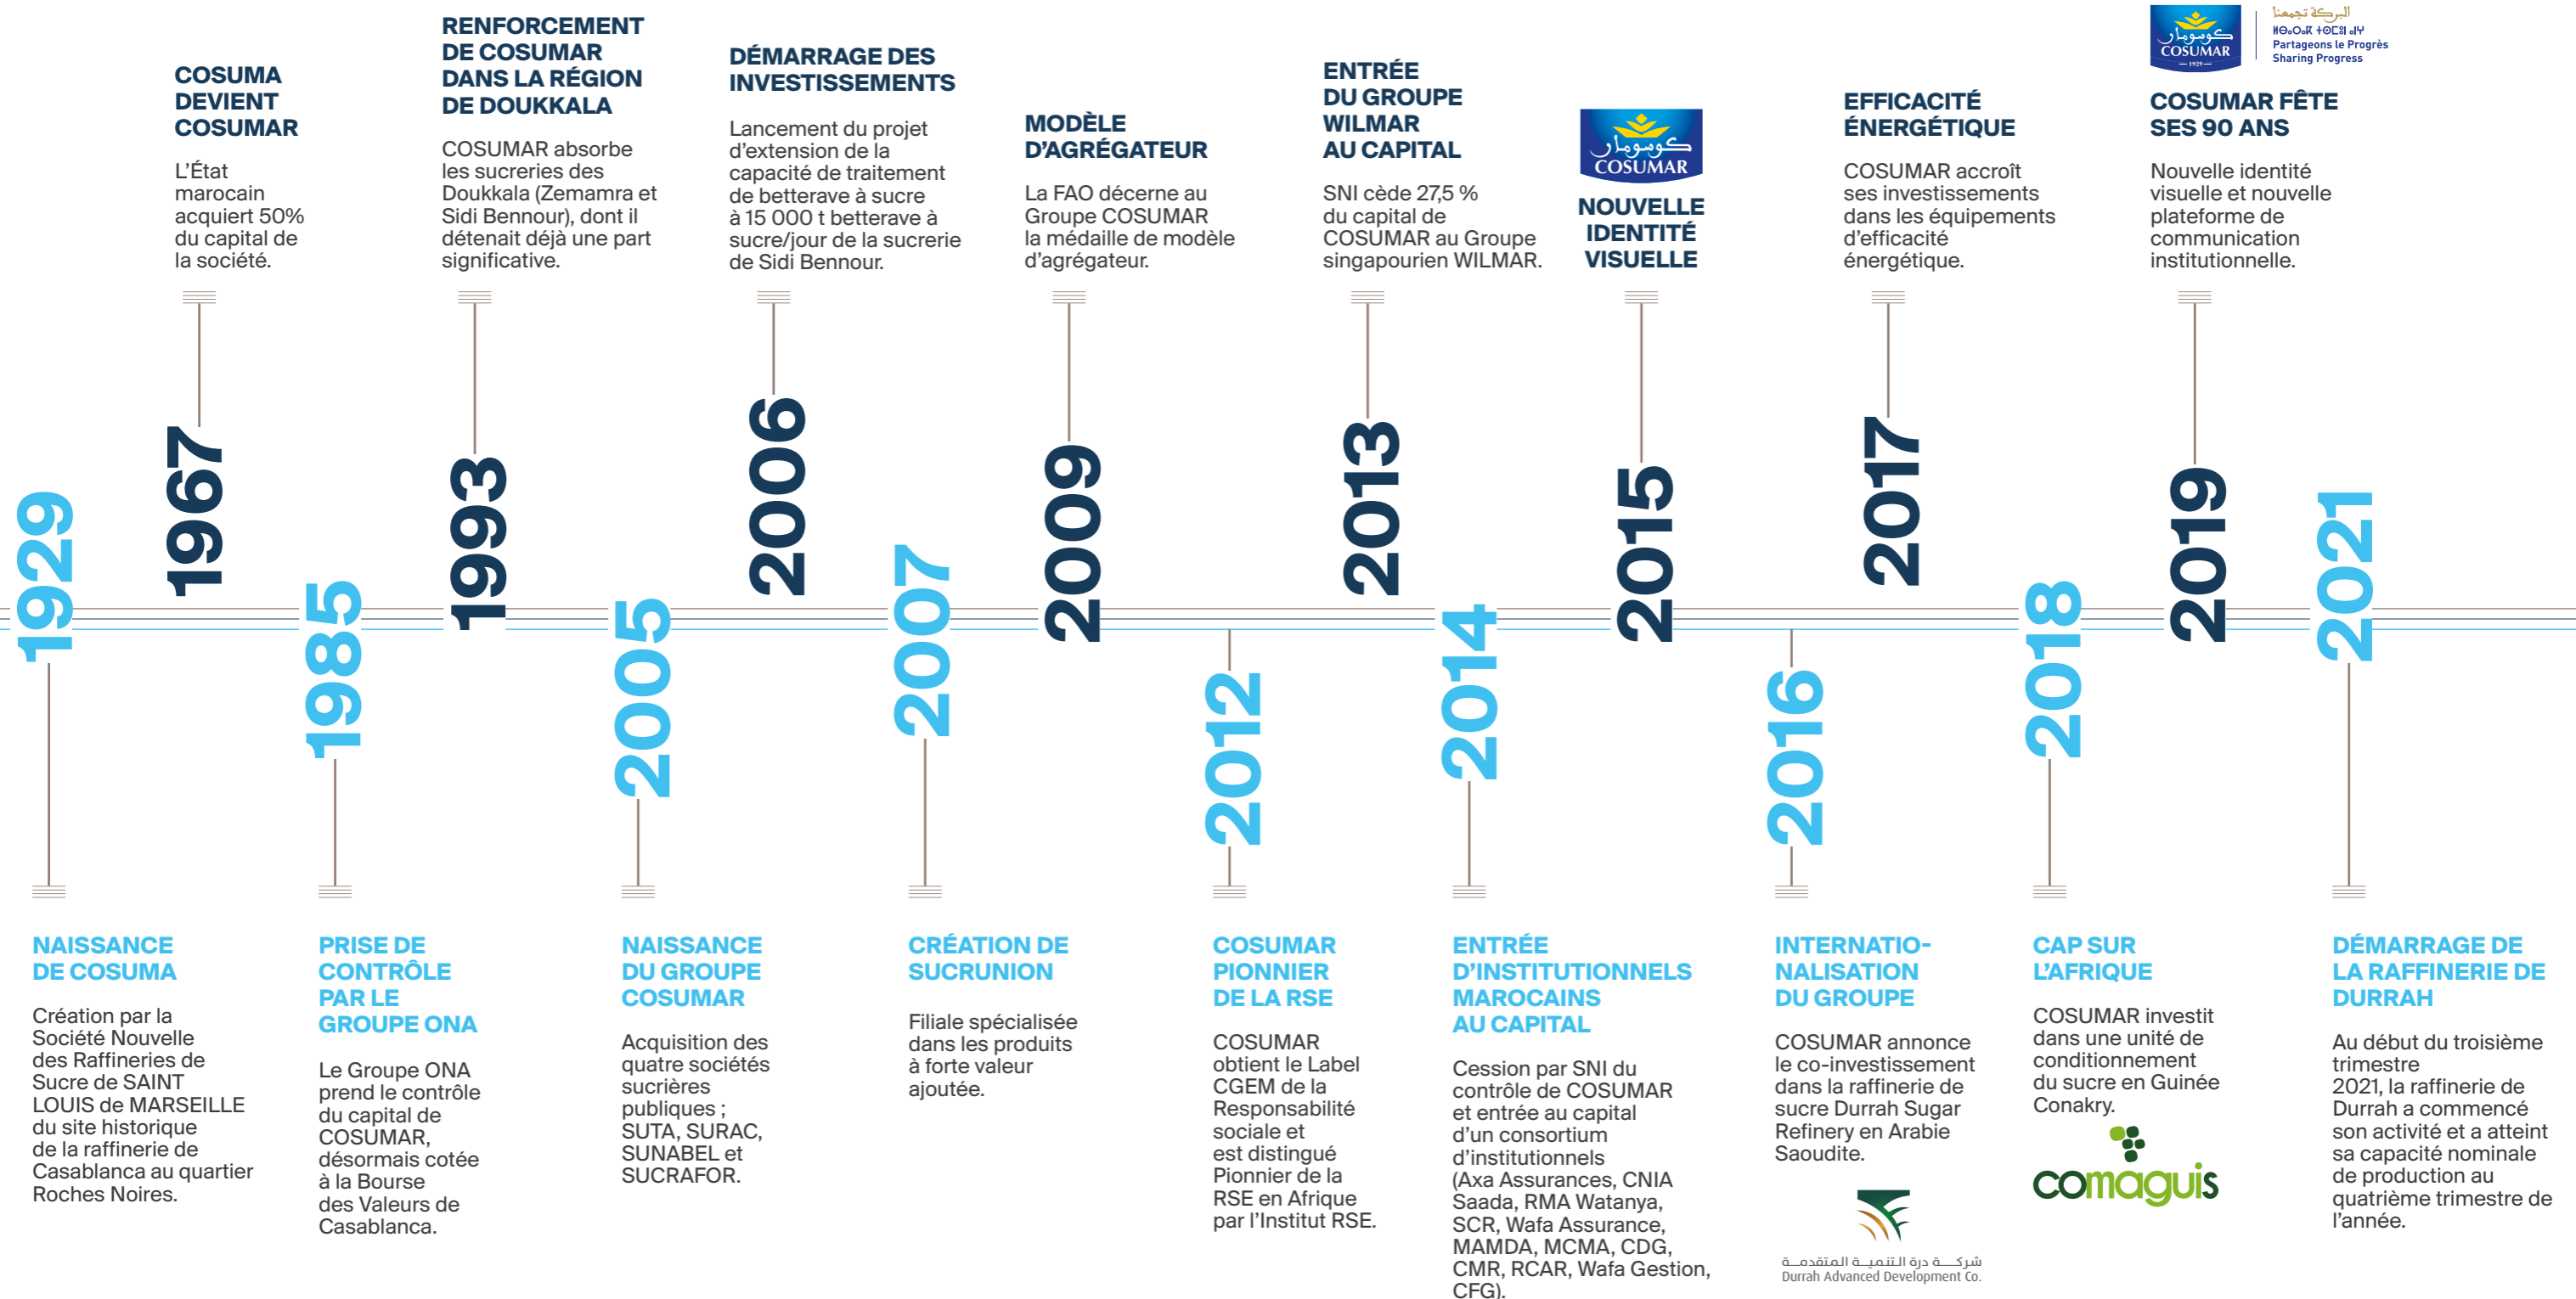 1929
NAISSANCE
DE COSUMA
Création par la
Société Nouvelle
des Raffineries de
Sucre de SAINT
LOUIS de MARSEILLE
du site historique
de la raffinerie de
Casablanca au quartier
Roches Noires.
1967
COSUMA
DEVIENT
COSUMAR
L’État
marocain
acquiert 50%
du capital de
la société.
1985
PRISE DE
CONTRÔLE
PAR LE
GROUPE ONA
Le Groupe ONA
prend le contrôle
du capital de
COSUMAR,
désormais cotée
à la Bourse
des Valeurs de
Casablanca.
1993
RENFORCEMENT
DE COSUMAR
DANS LA RÉGION
DE DOUKKALA
COSUMAR absorbe
les sucreries des
Doukkala (Zemamra et
Sidi Bennour), dont il
détenait déjà une part
significative.
2005
NAISSANCE
DU GROUPE
COSUMAR
Acquisition des
quatre sociétés
sucrières
publiques ;
SUTA, SURAC,
SUNABEL et
SUCRAFOR.
2006
DÉMARRAGE DES
INVESTISSEMENTS
Lancement du projet
d’extension de la
capacité de traitement
de betterave à sucre
à 15 000 t betterave à
sucre/jour de la sucrerie
de Sidi Bennour.
2007
CRÉATION DE
SUCRUNION
Filiale spécialisée
dans les produits
à forte valeur
ajoutée.
2009
MODÈLE
D’AGRÉGATEUR
La FAO décerne au
Groupe COSUMAR
la médaille de modèle
d’agrégateur.
2012
COSUMAR
PIONNIER
DE LA RSE
COSUMAR
obtient le Label
CGEM de la
Responsabilité
sociale et
est distingué
Pionnier de la
RSE en Afrique
par l’Institut RSE.
2013
ENTRÉE
DU GROUPE
WILMAR
AU CAPITAL
SNI cède 27,5 %
du capital de
COSUMAR au Groupe
singapourien WILMAR.
2014
ENTRÉE
D’INSTITUTIONNELS
MAROCAINS
AU CAPITAL
Cession par SNI du
contrôle de COSUMAR
et entrée au capital
d’un consortium
d’institutionnels
(Axa Assurances, CNIA
Saada, RMA Watanya,
SCR, Wafa Assurance,
MAMDA, MCMA, CDG,
CMR, RCAR, Wafa Gestion,
CFG).
2015
كوسومار
COSUMAR
NOUVELLE
IDENTITÉ
VISUELLE
2016
INTERNATIO-
NALISATION
DU GROUPE
COSUMAR annonce
le co-investissement
dans la raffinerie de
sucre Durrah Sugar
Refinery en Arabie
Saoudite.
شركة درة التنمية المتقدمة
Durrah Advanced Development Co.
2017
EFFICACITÉ
ÉNERGÉTIQUE
COSUMAR accroît
ses investissements
dans les équipements
d’efficacité
énergétique.
2018
CAP SUR
L’AFRIQUE
COSUMAR investit
dans une unité de
conditionnement
du sucre en Guinée
Conakry.
comaguis
2019
كوسومار
COSUMAR
1929
البركة تجمعنا
Partageons le Progrès
Sharing Progress
COSUMAR FÊTE
SES 90 ANS
Nouvelle identité
visuelle et nouvelle
plateforme de
communication
institutionnelle.
2021
DÉMARRAGE DE
LA RAFFINERIE DE
DURRAH
Au début du troisième
trimestre
2021, la raffinerie de
Durrah a commencé
son activité et a atteint
sa capacité nominale
de production au
quatrième trimestre de
l’année.